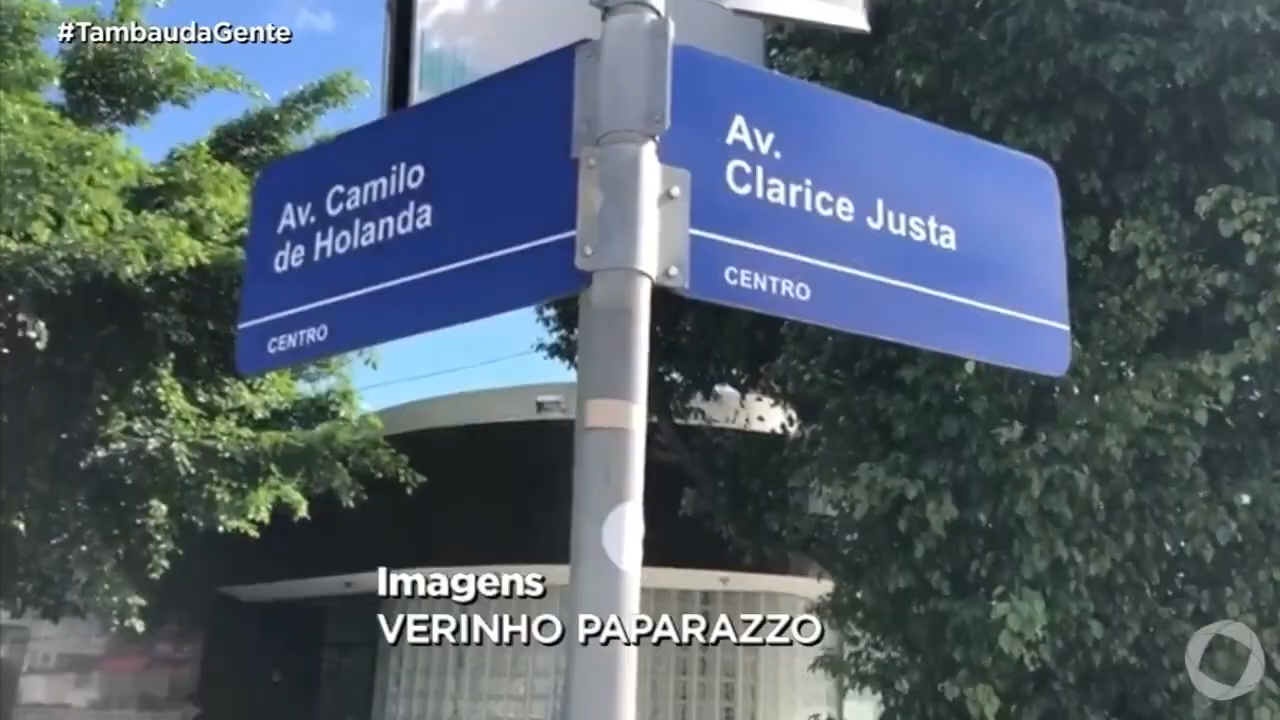 #TambaudaGente
Av. Camilo
de Holanda
CENTRO
Av.
Clarice Justa
CENTRO
Imagens
VERINHO PAPARAZZO